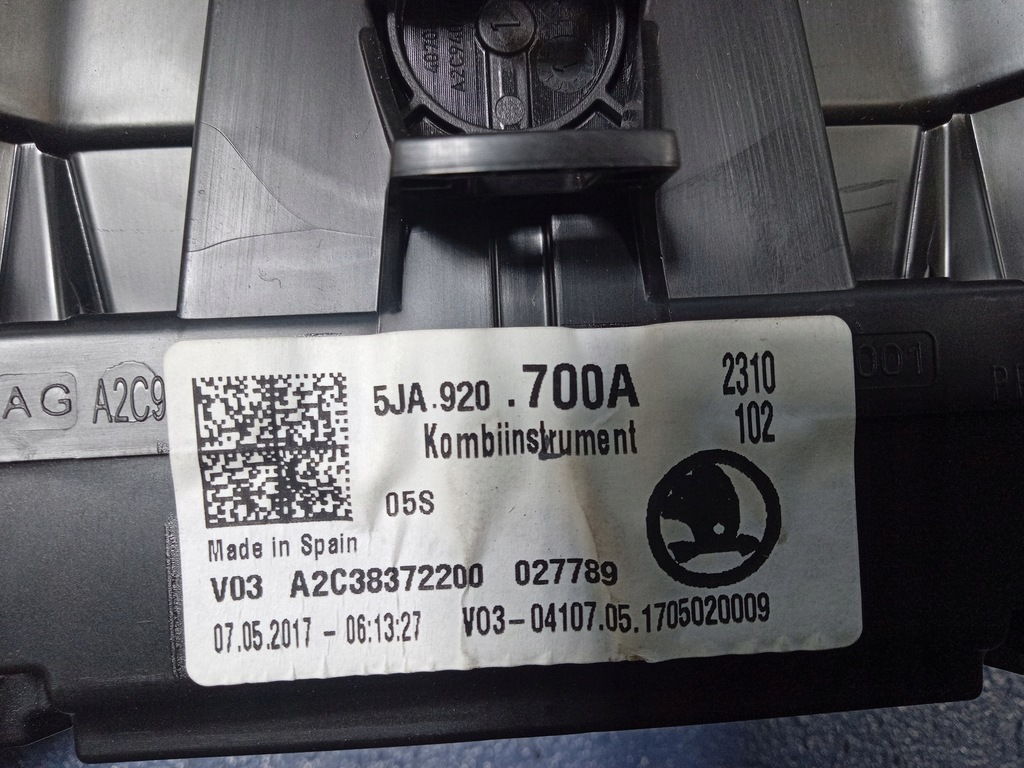 1
5JA.920 .700A 2310
Kombiinstrument 102
05S
Made in Spain
V03 A2C38372200 027789
07.05.2017 - 06:13:27 V03-04107.05.1705020009
AG A2C9
001